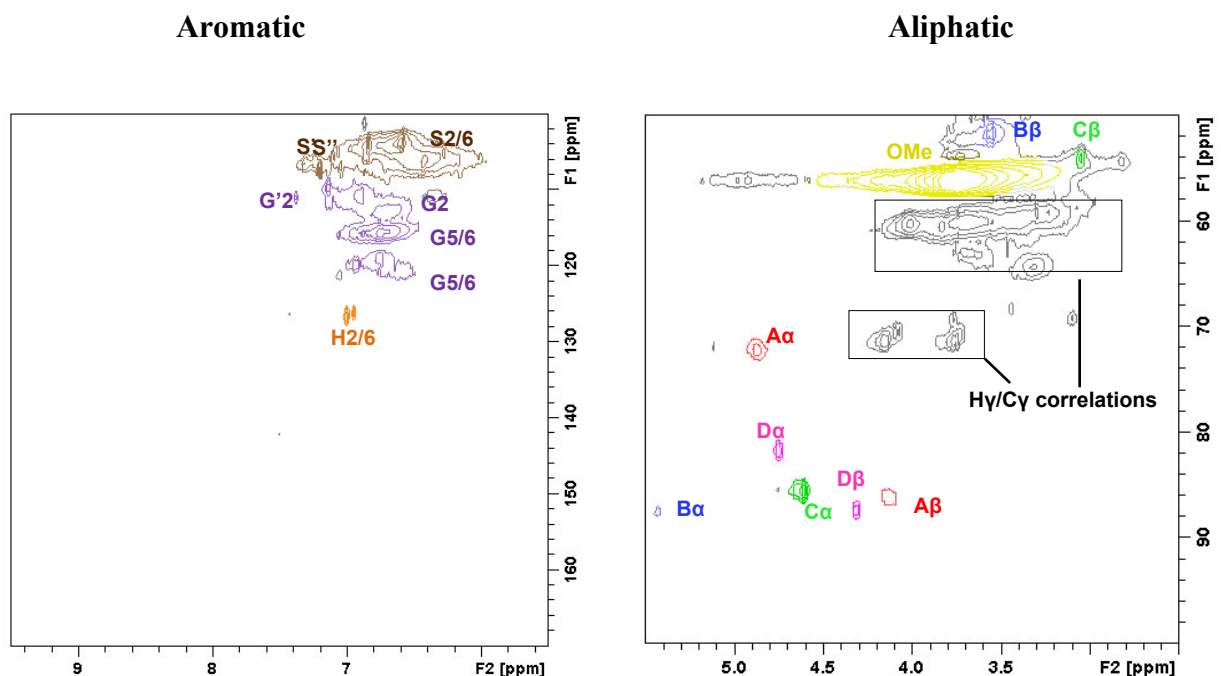 Aromatic
S'S'' S2/6
G'2 G2
G5/6
G5/6
H2/6
F1 [ppm]
120
130
140
150
160
9 8 7 F2 [ppm]
Aliphatic
Bβ Cβ
OMe
Aα
Hγ/Cγ correlations
Dα
Dβ
Bα Cα Aβ
F1 [ppm]
60
70
80
90
5.0 4.5 4.0 3.5 F2 [ppm]